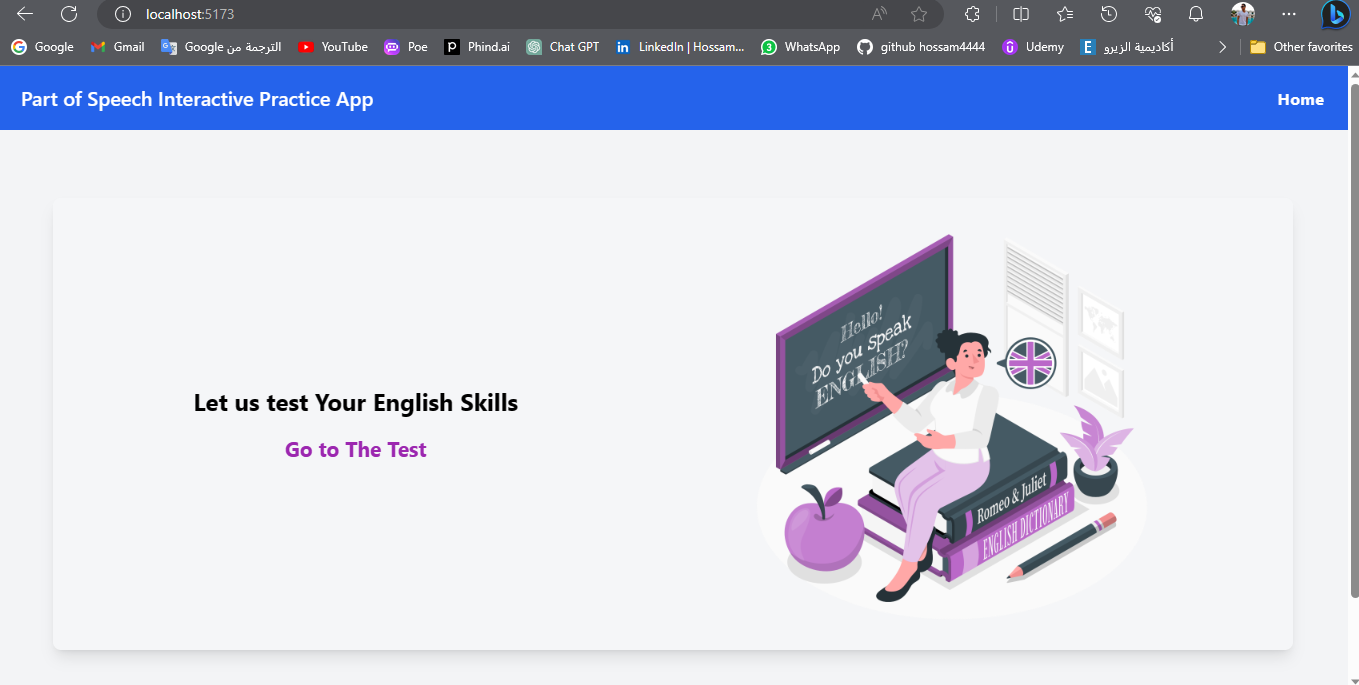 localhost:5173
Google Gmail الترجمة من Google YouTube Poe Phind.ai Chat GPT LinkedIn | Hossam... WhatsApp github hossam4444 Udemy أكاديمية الزيرو Other favorites
Part of Speech Interactive Practice App Home
Hello!
Do you speak
ENGLISH?
Let us test Your English Skills
Go to The Test
Romeo & Juliet
ENGLISH DICTIONARY